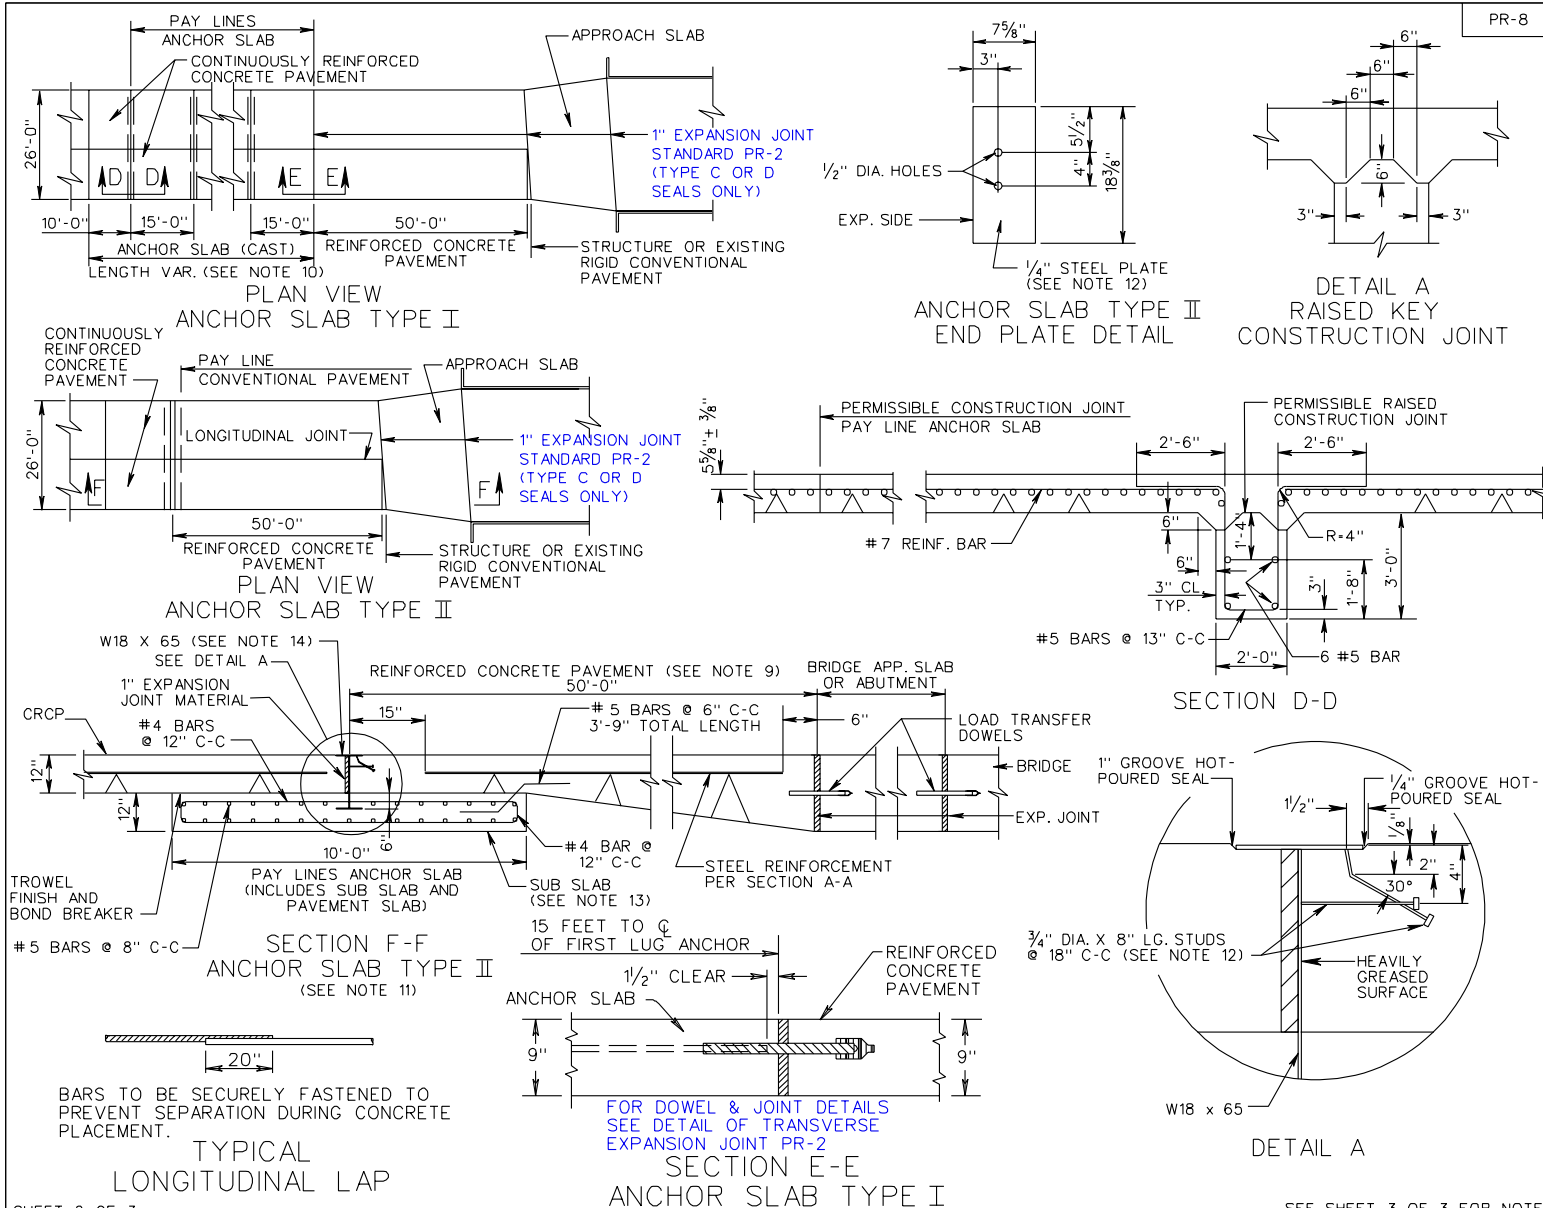 PR-8
PAY LINES
ANCHOR SLAB
CONTINUOUSLY REINFORCED
CONCRETE PAVEMENT
APPROACH SLAB
1" EXPANSION JOINT
STANDARD PR-2
(TYPE C OR D
SEALS ONLY)
26'-0"
D
D
E
E
10'-0"
15'-0"
15'-0"
50'-0"
ANCHOR SLAB (CAST)
LENGTH VAR. (SEE NOTE 10)
REINFORCED CONCRETE
PAVEMENT
STRUCTURE OR EXISTING
RIGID CONVENTIONAL
PAVEMENT
PLAN VIEW
ANCHOR SLAB TYPE I
7 5/8"
3"
1/2" DIA. HOLES
5 1/2"
4"
18 3/8"
EXP. SIDE
1/4" STEEL PLATE
(SEE NOTE 12)
ANCHOR SLAB TYPE II
END PLATE DETAIL
6"
6"
6"
6"
3"
3"
DETAIL A
RAISED KEY
CONSTRUCTION JOINT
CONTINUOUSLY
REINFORCED
CONCRETE
PAVEMENT
PAY LINE
CONVENTIONAL PAVEMENT
APPROACH SLAB
LONGITUDINAL JOINT
1" EXPANSION JOINT
STANDARD PR-2
(TYPE C OR D
SEALS ONLY)
26'-0"
F
F
50'-0"
REINFORCED CONCRETE
PAVEMENT
STRUCTURE OR EXISTING
RIGID CONVENTIONAL
PAVEMENT
PLAN VIEW
ANCHOR SLAB TYPE II
5 5/8"± 3/8"
PERMISSIBLE CONSTRUCTION JOINT
PAY LINE ANCHOR SLAB
PERMISSIBLE RAISED
CONSTRUCTION JOINT
2'-6"
2'-6"
#7 REINF. BAR
6"
6"
1'-4"
R=4"
3" CL.
TYP.
3"
1'-8"
3'-0"
#5 BARS @ 13" C-C
6 #5 BAR
2'-0"
SECTION D-D
W18 X 65 (SEE NOTE 14)
SEE DETAIL A
1" EXPANSION
JOINT MATERIAL
CRCP
#4 BARS
@ 12" C-C
REINFORCED CONCRETE PAVEMENT (SEE NOTE 9)
50'-0"
15"
#5 BARS @ 6" C-C
3'-9" TOTAL LENGTH
BRIDGE APP. SLAB
OR ABUTMENT
6"
LOAD TRANSFER
DOWELS
BRIDGE
EXP. JOINT
12"
12"
6"
10'-0"
PAY LINES ANCHOR SLAB
(INCLUDES SUB SLAB AND
PAVEMENT SLAB)
#4 BAR @
12" C-C
SUB SLAB
(SEE NOTE 13)
STEEL REINFORCEMENT
PER SECTION A-A
TROWEL
FINISH AND
BOND BREAKER
#5 BARS @ 8" C-C
SECTION F-F
ANCHOR SLAB TYPE II
(SEE NOTE 11)
1" GROOVE HOT-
POURED SEAL
1/4" GROOVE HOT-
POURED SEAL
1 1/2"
1/8"
2"
4"
30°
3/4" DIA. X 8" LG. STUDS
@ 18" C-C (SEE NOTE 12)
HEAVILY
GREASED
SURFACE
W18 x 65
DETAIL A
20"
BARS TO BE SECURELY FASTENED TO
PREVENT SEPARATION DURING CONCRETE
PLACEMENT.
TYPICAL
LONGITUDINAL LAP
15 FEET TO ℄
OF FIRST LUG ANCHOR
1 1/2" CLEAR
ANCHOR SLAB
REINFORCED
CONCRETE
PAVEMENT
9"
9"
FOR DOWEL & JOINT DETAILS
SEE DETAIL OF TRANSVERSE
EXPANSION JOINT PR-2
SECTION E-E
ANCHOR SLAB TYPE I
SHEET 2 OF 3
SEE SHEET 3 OF 3 FOR NOTE